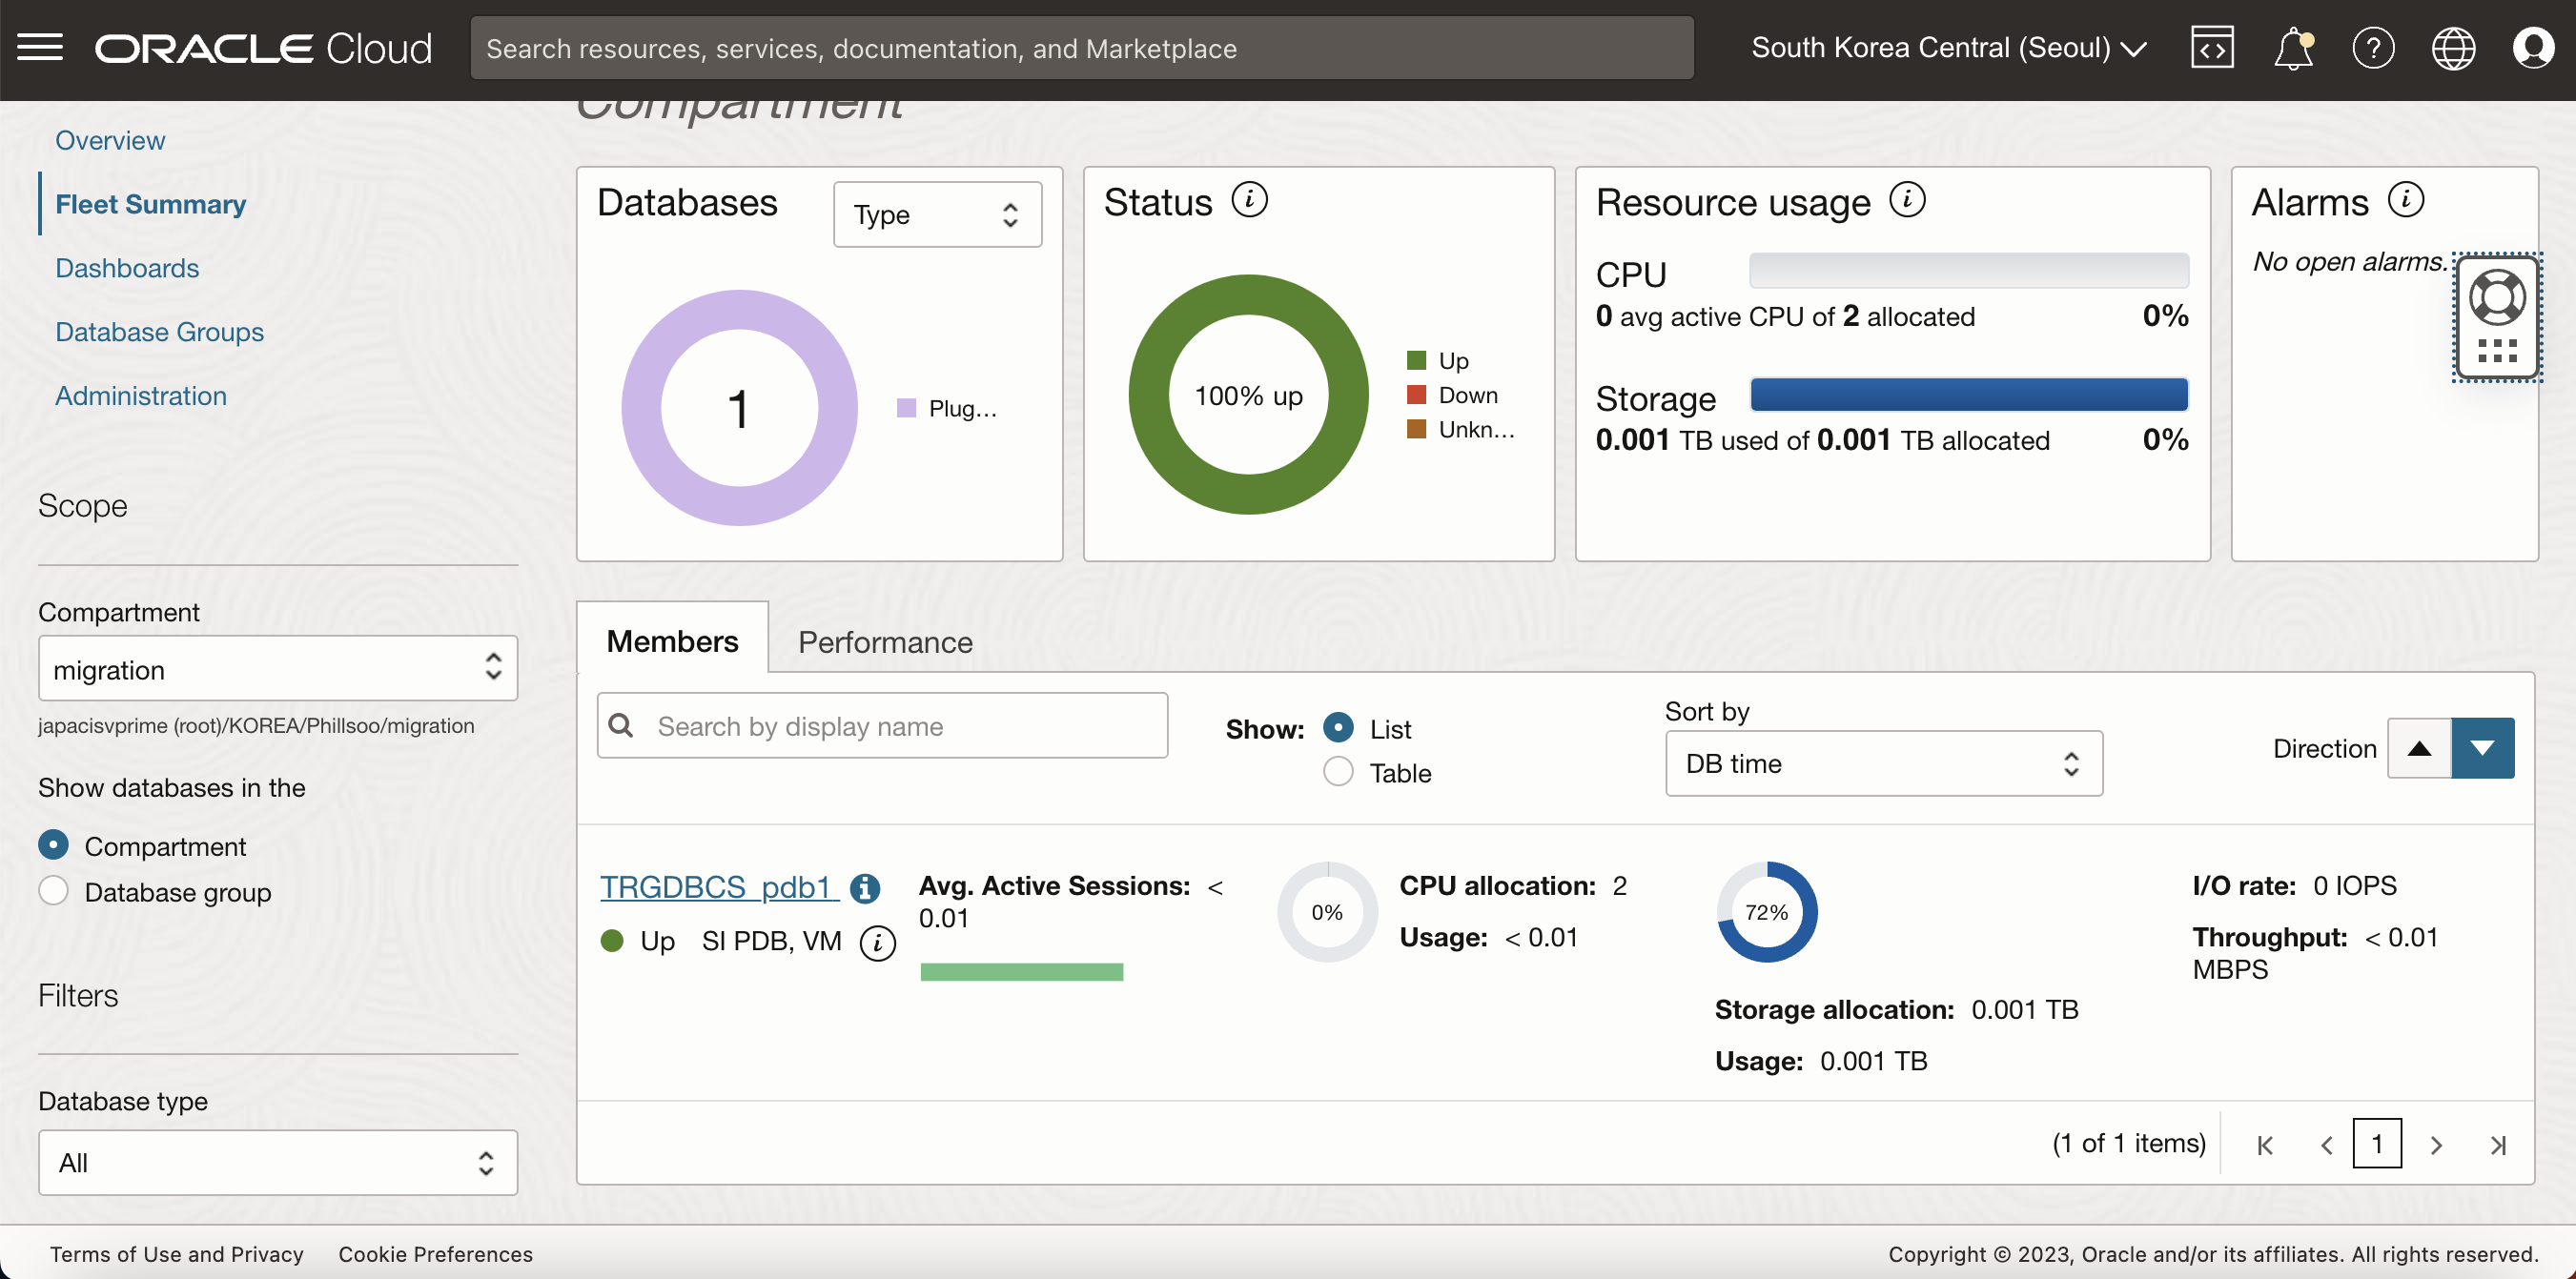 ORACLE Cloud
Search resources, services, documentation, and Marketplace
South Korea Central (Seoul)
Compartment
Overview
Fleet Summary
Dashboards
Database Groups
Administration
Scope
Compartment
migration
japacisvprime (root)/KOREA/Phillsoo/migration
Show databases in the
Compartment
Database group
Filters
Database type
All
Databases
Type
1
Plug...
Status
100% up
Up
Down
Unkn...
Resource usage
CPU
0 avg active CPU of 2 allocated 0%
Storage
0.001 TB used of 0.001 TB allocated 0%
Alarms
No open alarms.
Members
Performance
Search by display name
Show:
List
Table
Sort by
DB time
Direction
TRGDBCS_pdb1
Up SI PDB, VM
Avg. Active Sessions: <
0.01
0%
CPU allocation: 2
Usage: < 0.01
72%
Storage allocation: 0.001 TB
Usage: 0.001 TB
I/O rate: 0 IOPS
Throughput: < 0.01
MBPS
(1 of 1 items)
1
Terms of Use and Privacy
Cookie Preferences
Copyright © 2023, Oracle and/or its affiliates. All rights reserved.